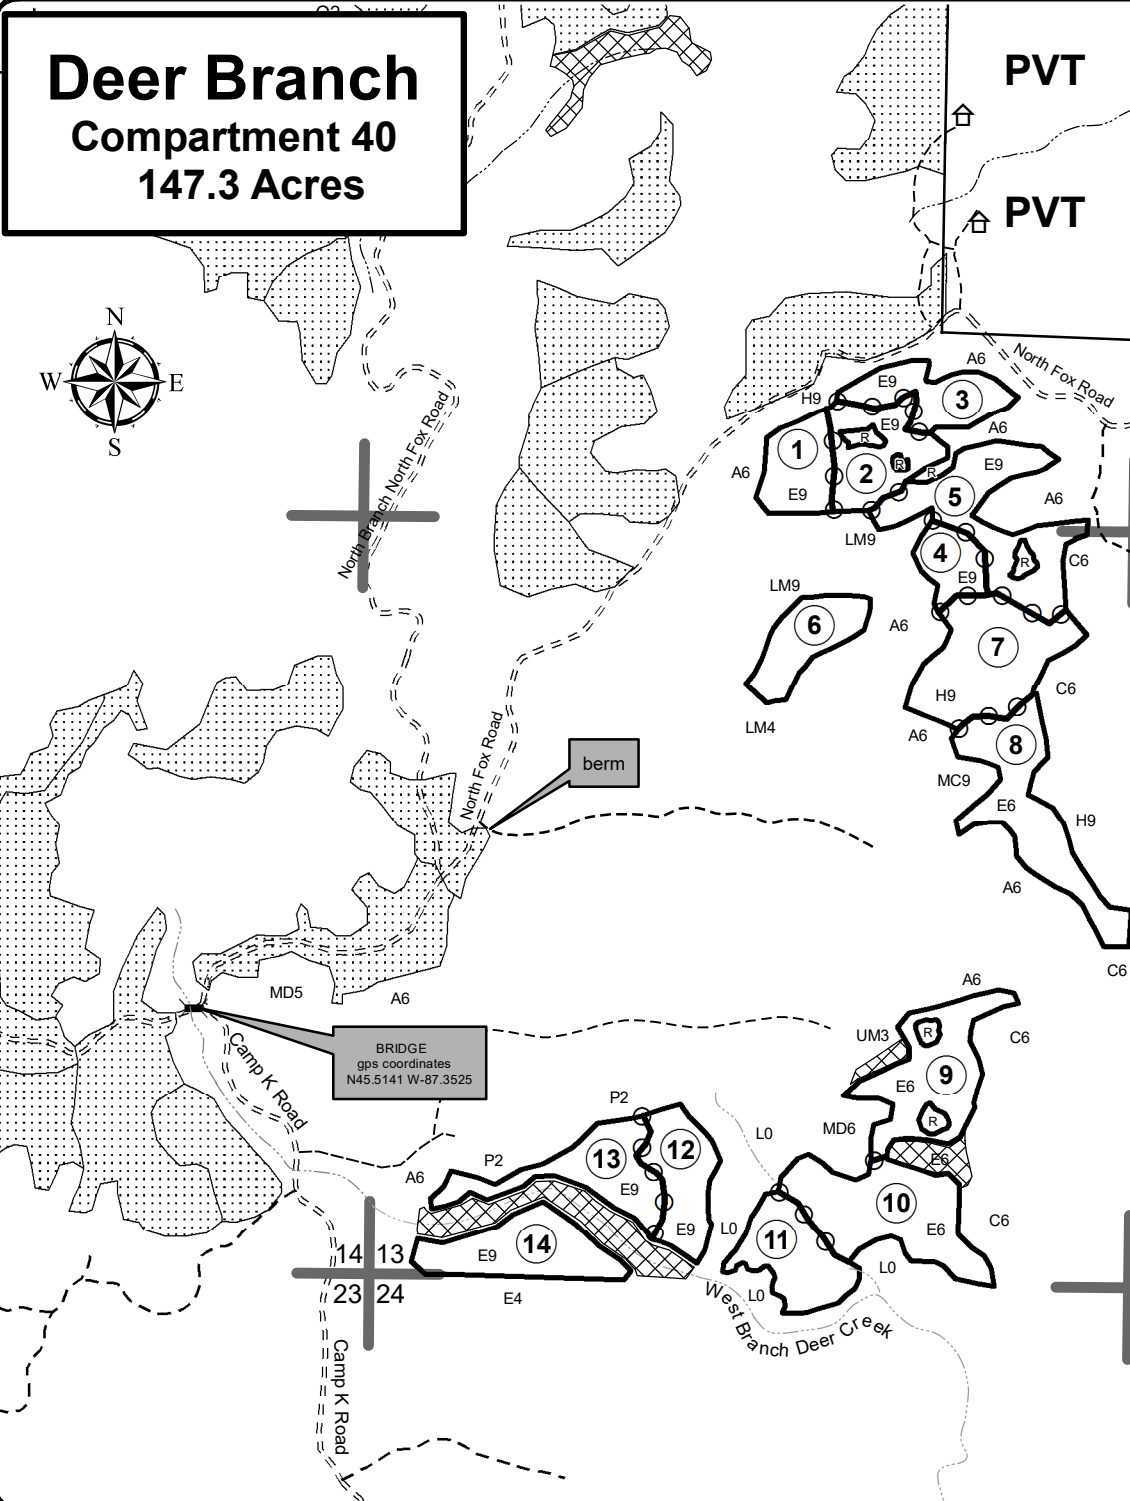 Deer Branch
Compartment 40
147.3 Acres
PVT
PVT
N
W E
S
North Fox Road
A6
E9
H9
3
E9
A6
1
R
2
R
R
E9
A6
E9
5
A6
LM9
4
R
C6
E9
North Branch North Fox Road
LM9
6
A6
7
H9
C6
LM4
A6
8
MC9
E6
H9
A6
C6
North Fox Road
berm
MD5
A6
BRIDGE
gps coordinates
N45.5141 W-87.3525
Camp K Road
A6
UM3
R
C6
9
E6
R
MD6
E6
P2
L0
12
13
P2
A6
E9
E9
10
E6
C6
L0
11
L0
L0
14
E9
E4
14 13
23 24
West Branch Deer Creek
Camp K Road